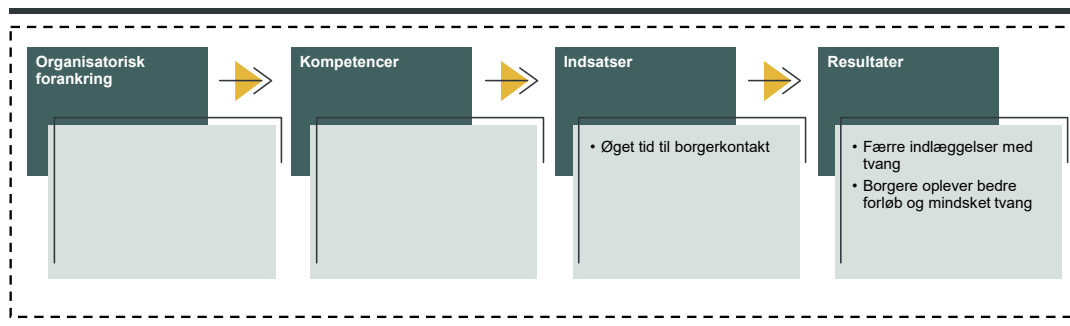 Organisatorisk
forankring
Kompetencer
Indsatser
Resultater
• Øget tid til borgerkontakt
• Færre indlæggelser med
tvang
• Borgere oplever bedre
forløb og mindsket tvang